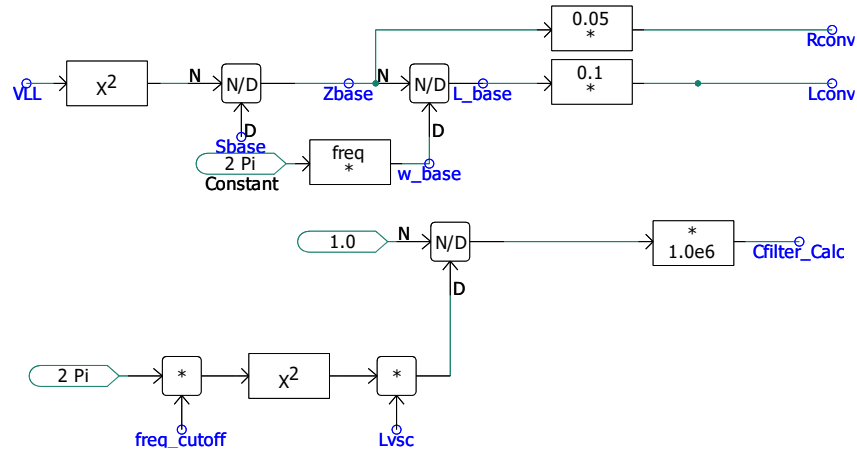 0.05
*
Rconv
VLL
X2
N
N/D
D
Sbase
Zbase
N
N/D
D
L_base
0.1
*
Lconv
2 Pi
Constant
freq
*
w_base
1.0
N
N/D
D
*
1.0e6
Cfilter_Calc
2 Pi
*
freq_cutoff
X2
*
Lvsc